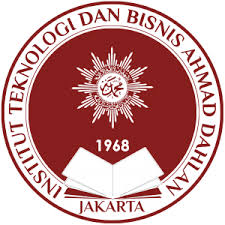 INSTITUT TEKNOLOGI DAN BISNIS AHMAD DAHLAN
1968
JAKARTA